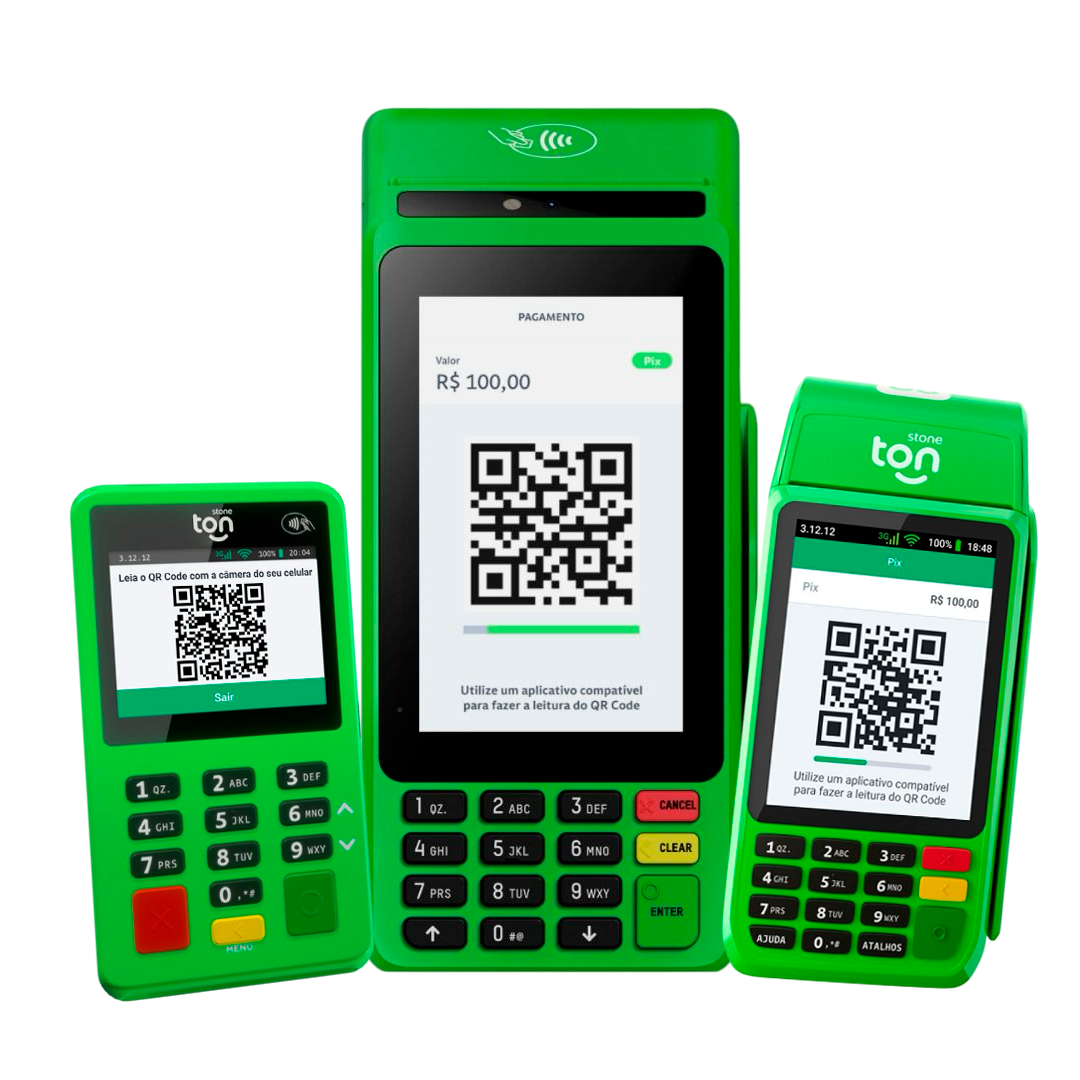 PAGAMENTO
Valor
Pix
R$ 100,00
Utilize um aplicativo compatível
para fazer a leitura do QR Code
1 QZ.
2 ABC
3 DEF
CANCEL
4 GHI
5 JKL
6 MNO
CLEAR
7 PRS
8 TUV
9 WXY
ENTER
0 #@
stone
ton
3.12.12
3G
100%
20:04
Leia o QR Code com a câmera do seu celular
Sair
1 QZ.
2 ABC
3 DEF
4 GHI
5 JKL
6 MNO
7 PRS
8 TUV
9 WXY
0 ,*#
MENU
stone
ton
3.12.12
3G
100%
18:48
Pix
Pix
R$ 100,00
Utilize um aplicativo compatível
para fazer a leitura do QR Code
1 QZ.
2 ABC
3 DEF
4 GHI
5 JKL
6 MNO
7 PRS
8 TUV
9 WXY
AJUDA
0 ,*#
ATALHOS